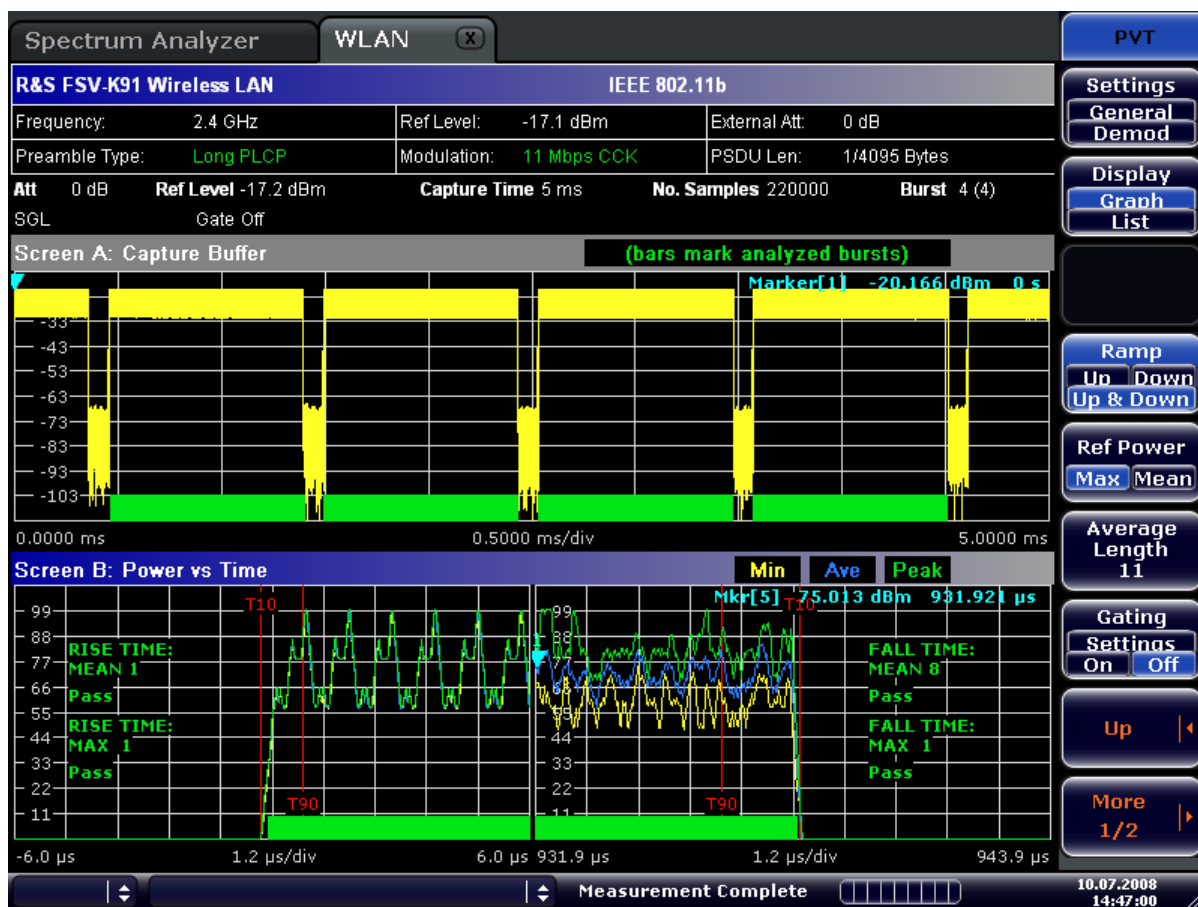 Spectrum Analyzer WLAN X
PVT
R&S FSV-K91 Wireless LAN IEEE 802.11b
Frequency: 2.4 GHz Ref Level: -17.1 dBm External Att: 0 dB
Preamble Type: Long PLCP Modulation: 11 Mbps CCK PSDU Len: 1/4095 Bytes
Att 0 dB Ref Level -17.2 dBm Capture Time 5 ms No. Samples 220000 Burst 4 (4)
SGL Gate Off
Screen A: Capture Buffer (bars mark analyzed bursts)
Marker[1] -20.166 dBm 0 s
-33
-43
-53
-63
-73
-83
-93
-103
0.0000 ms 0.5000 ms/div 5.0000 ms
Screen B: Power vs Time Min Ave Peak
Mkr[5] 75.013 dBm 931.921 µs
T10 T10
99 99
88 88
77 77
66 66
55 55
44 44
33 33
22 22
11 11
RISE TIME:
MEAN 1
Pass
RISE TIME:
MAX 1
Pass
1
FALL TIME:
MEAN 8
Pass
FALL TIME:
MAX 1
Pass
T90 T90
-6.0 µs 1.2 µs/div 6.0 µs 931.9 µs 1.2 µs/div 943.9 µs
Settings
General
Demod
Display
Graph
List
Ramp
Up Down
Up & Down
Ref Power
Max Mean
Average
Length
11
Gating
Settings
On Off
Up
More
1/2
Measurement Complete
10.07.2008
14:47:00